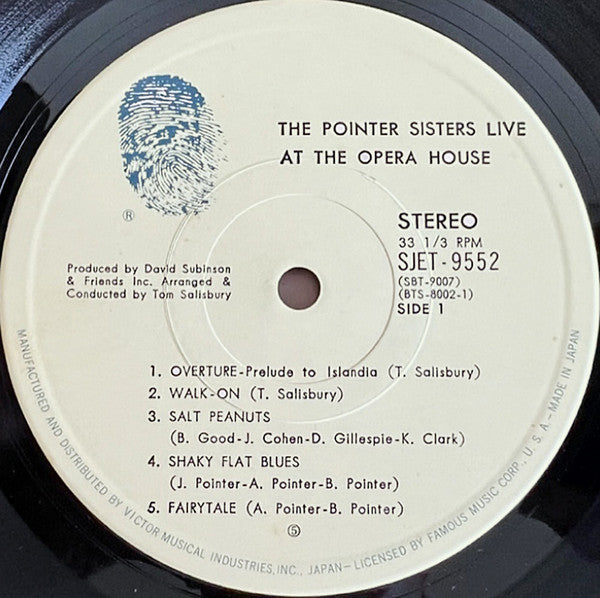 THE POINTER SISTERS LIVE
AT THE OPERA HOUSE
®
STEREO
33 1/3 RPM
SJET-9552
(SBT-9007)
(BTS-8002-1)
SIDE 1
Produced by David Subinson
& Friends Inc. Arranged &
Conducted by Tom Salisbury
1. OVERTURE-Prelude to Islandia (T. Salisbury)
2. WALK-ON (T. Salisbury)
3. SALT PEANUTS
(B. Good-J. Cohen-D. Gillespie-K. Clark)
4. SHAKY FLAT BLUES
(J. Pointer-A. Pointer-B. Pointer)
5. FAIRYTALE (A. Pointer-B. Pointer)
⑤
MANUFACTURED AND DISTRIBUTED BY VICTOR MUSICAL INDUSTRIES, INC., JAPAN-LICENSED BY FAMOUS MUSIC CORP., U.S.A.-MADE IN JAPAN